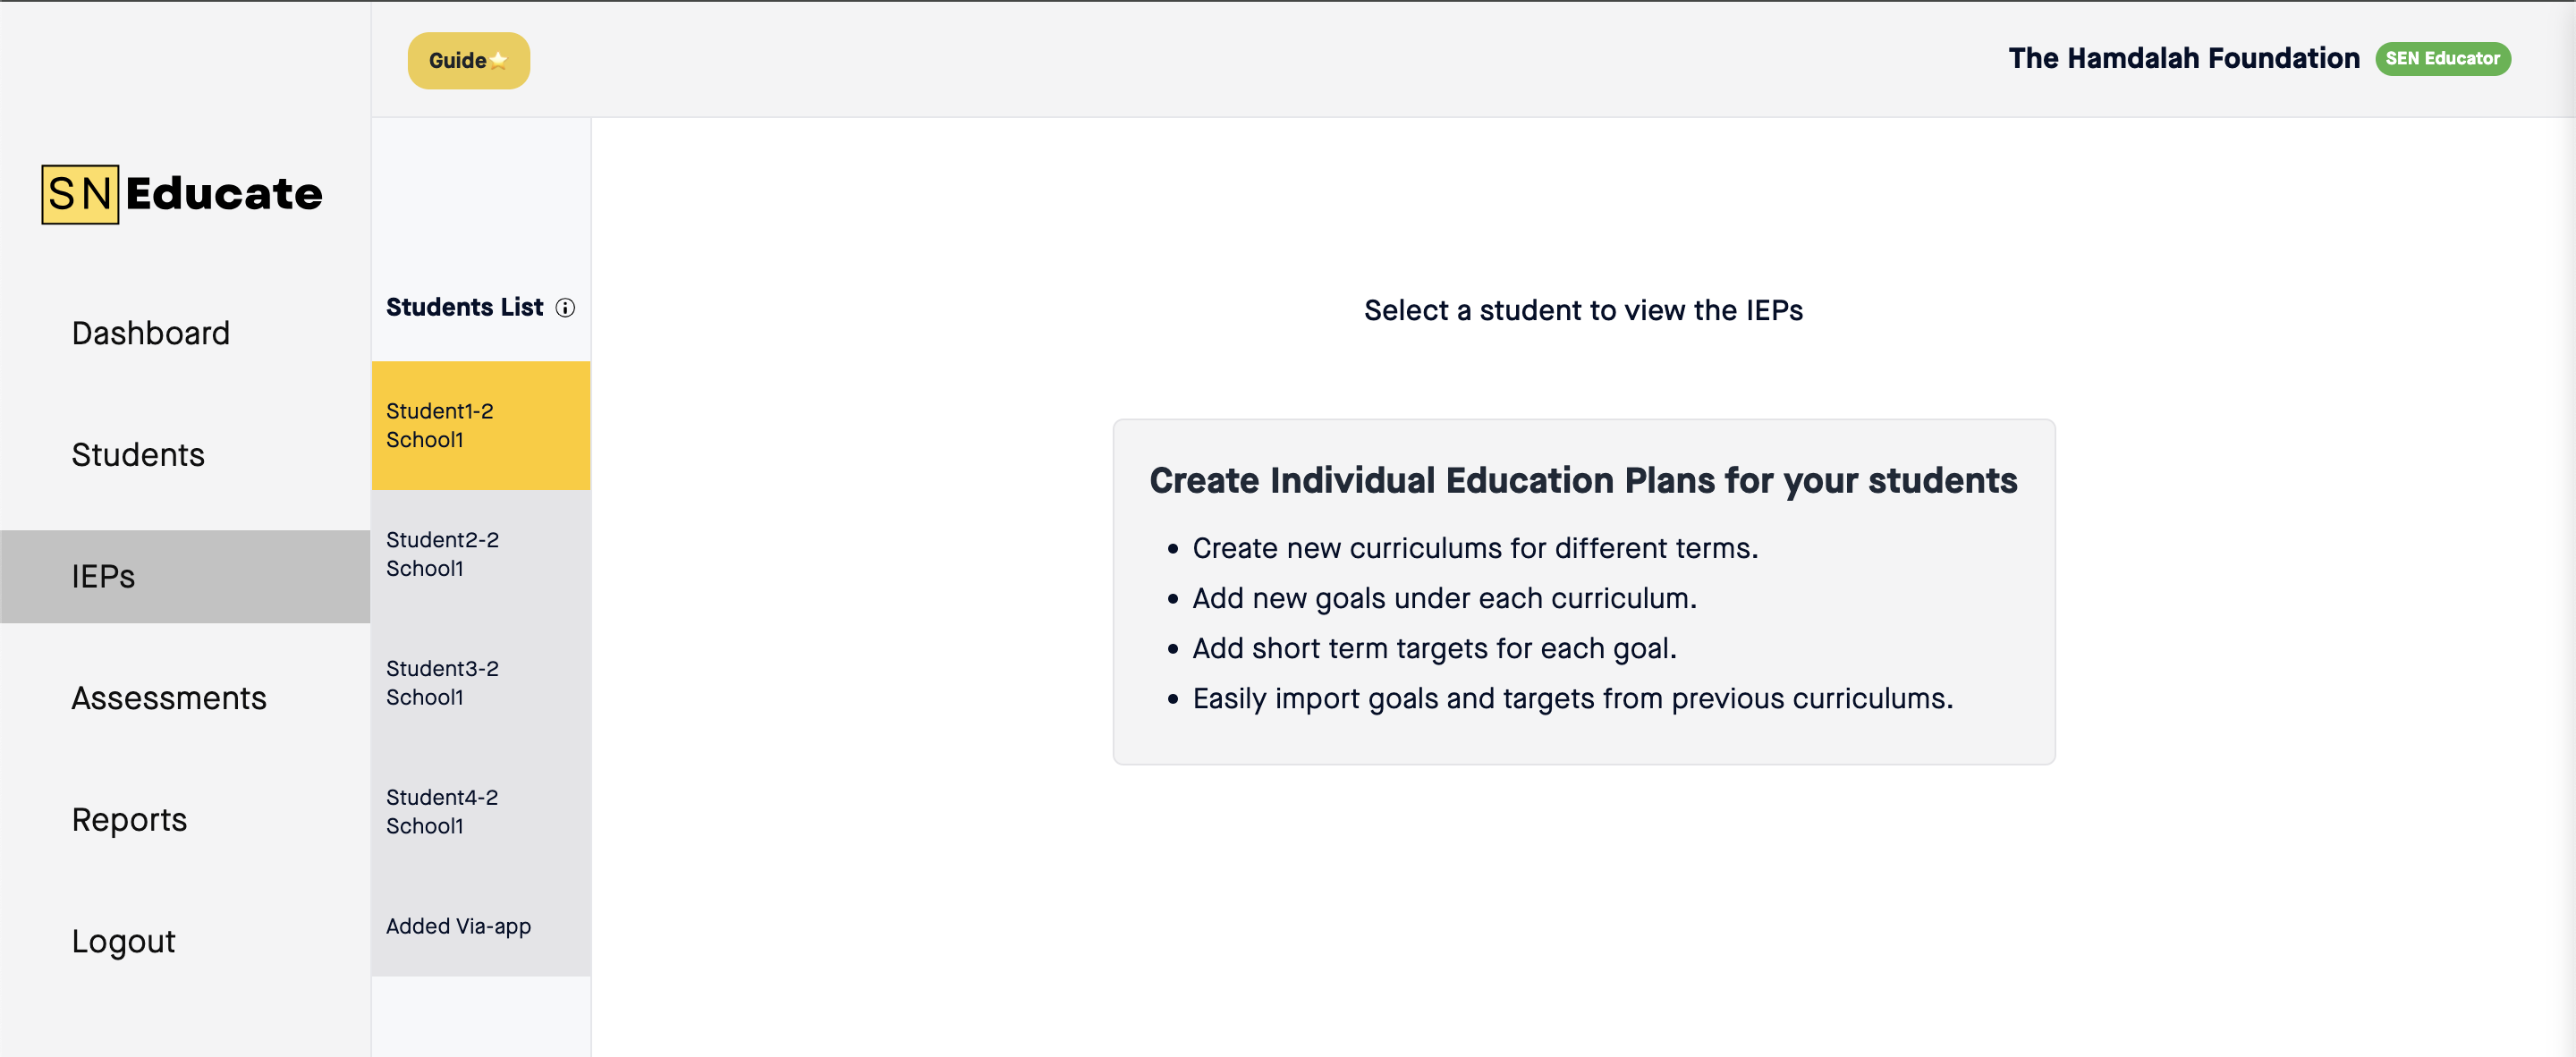 Guide⭐
The Hamdalah Foundation
SEN Educator
SN Educate
Dashboard
Students
IEPs
Assessments
Reports
Logout
Students List
Student1-2
School1
Student2-2
School1
Student3-2
School1
Student4-2
School1
Added Via-app
Select a student to view the IEPs
Create Individual Education Plans for your students
• Create new curriculums for different terms.
• Add new goals under each curriculum.
• Add short term targets for each goal.
• Easily import goals and targets from previous curriculums.